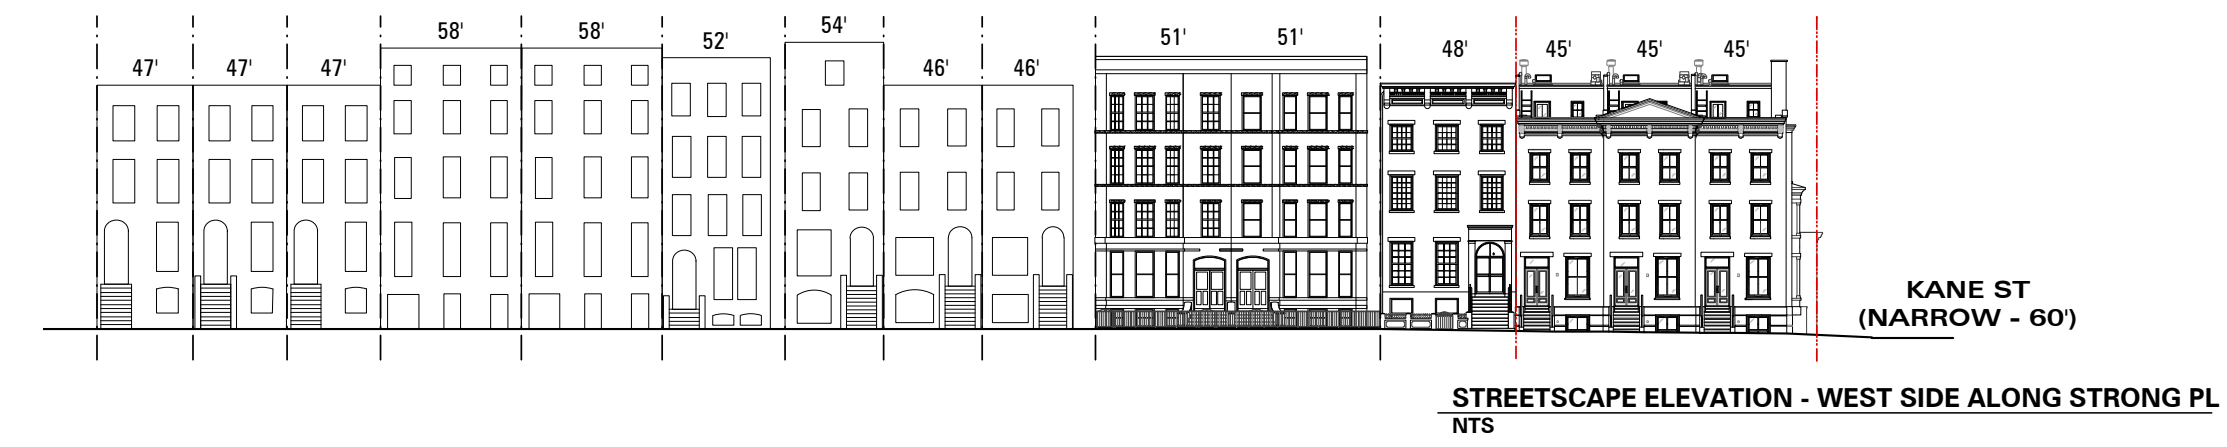 47' 47' 47' 58' 58' 52' 54' 46' 46' 51' 51' 48' 45' 45' 45'
KANE ST
(NARROW - 60')
STREETSCAPE ELEVATION - WEST SIDE ALONG STRONG PL
NTS